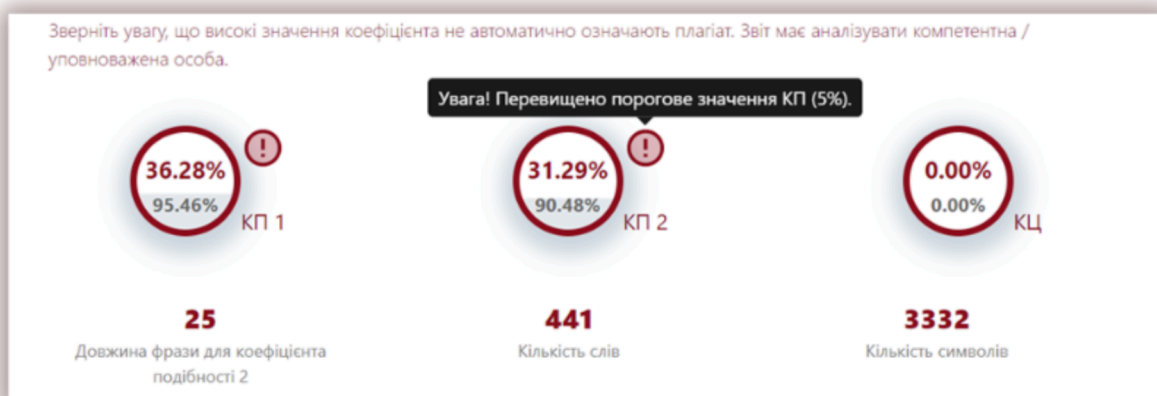 Зверніть увагу, що високі значення коефіцієнта не автоматично означають плагіат. Звіт має аналізувати компетентна /
уповноважена особа.
Увага! Перевищено порогове значення КП (5%).
36.28%
95.46%
КП 1
31.29%
90.48%
КП 2
0.00%
0.00%
КЦ
25
Довжина фрази для коефіцієнта
подібності 2
441
Кількість слів
3332
Кількість символів